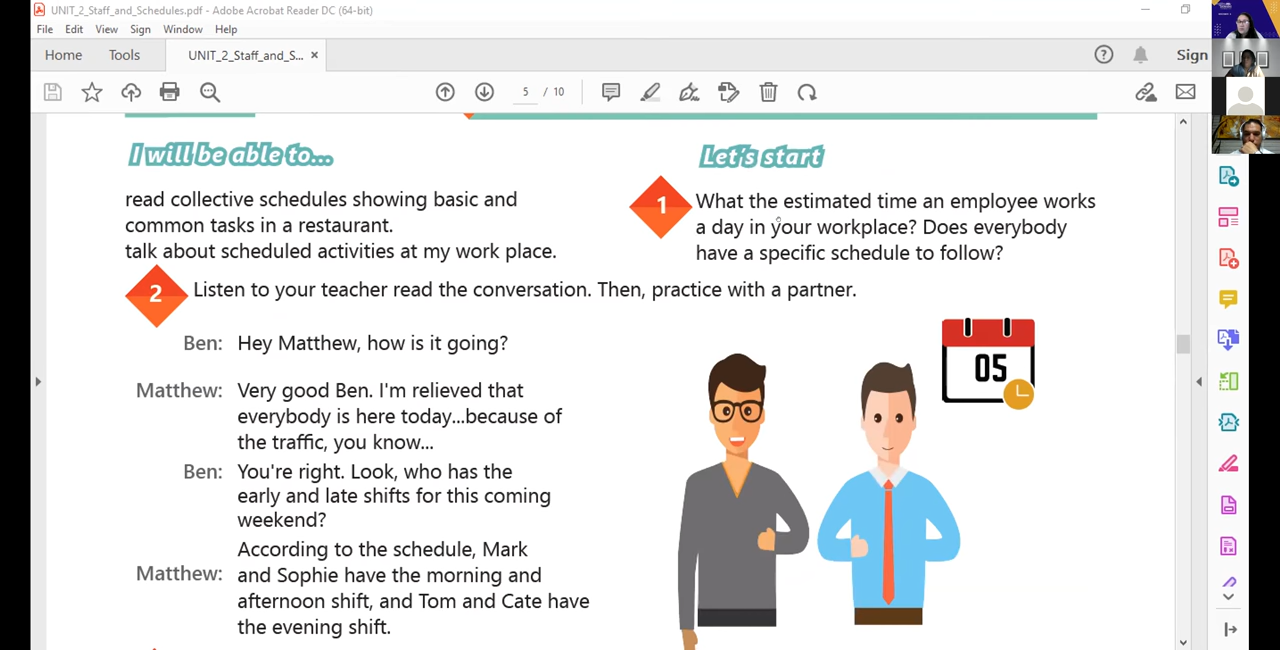 UNIT_2_Staff_and_Schedules.pdf - Adobe Acrobat Reader DC (64-bit)
File Edit View Sign Window Help
Home Tools UNIT_2_Staff_and_S... × Sign
5 / 10
I will be able to...
read collective schedules showing basic and
common tasks in a restaurant.
talk about scheduled activities at my work place.
Let's start
1 What the estimated time an employee works
a day in your workplace? Does everybody
have a specific schedule to follow?
2 Listen to your teacher read the conversation. Then, practice with a partner.
Ben: Hey Matthew, how is it going?
Matthew: Very good Ben. I'm relieved that
everybody is here today...because of
the traffic, you know...
Ben: You're right. Look, who has the
early and late shifts for this coming
weekend?
According to the schedule, Mark
Matthew: and Sophie have the morning and
afternoon shift, and Tom and Cate have
the evening shift.
05